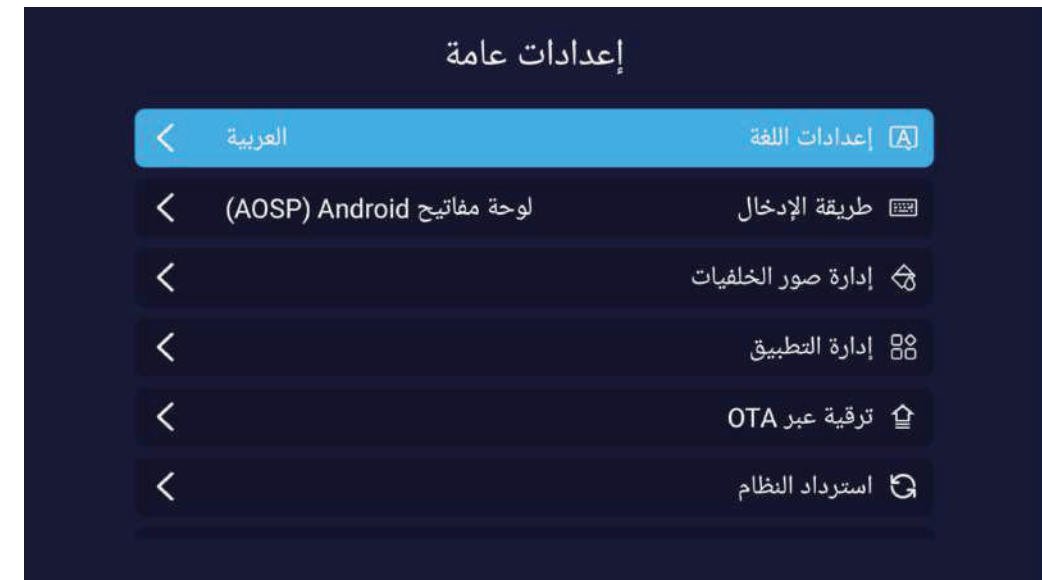 إعدادات عامة
إعدادات اللغة العربية
طريقة الإدخال لوحة مفاتيح Android (AOSP)
إدارة صور الخلفيات
إدارة التطبيق
ترقية عبر OTA
استرداد النظام